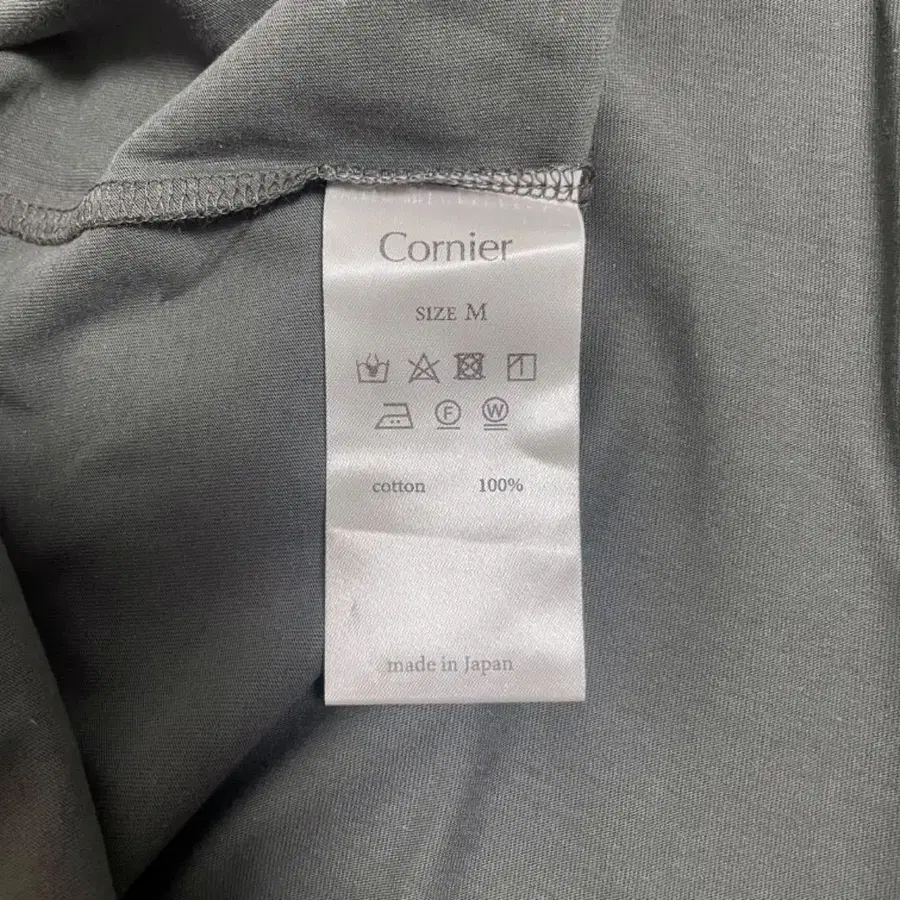 Cornier
SIZE M
F W
cotton 100%
made in Japan